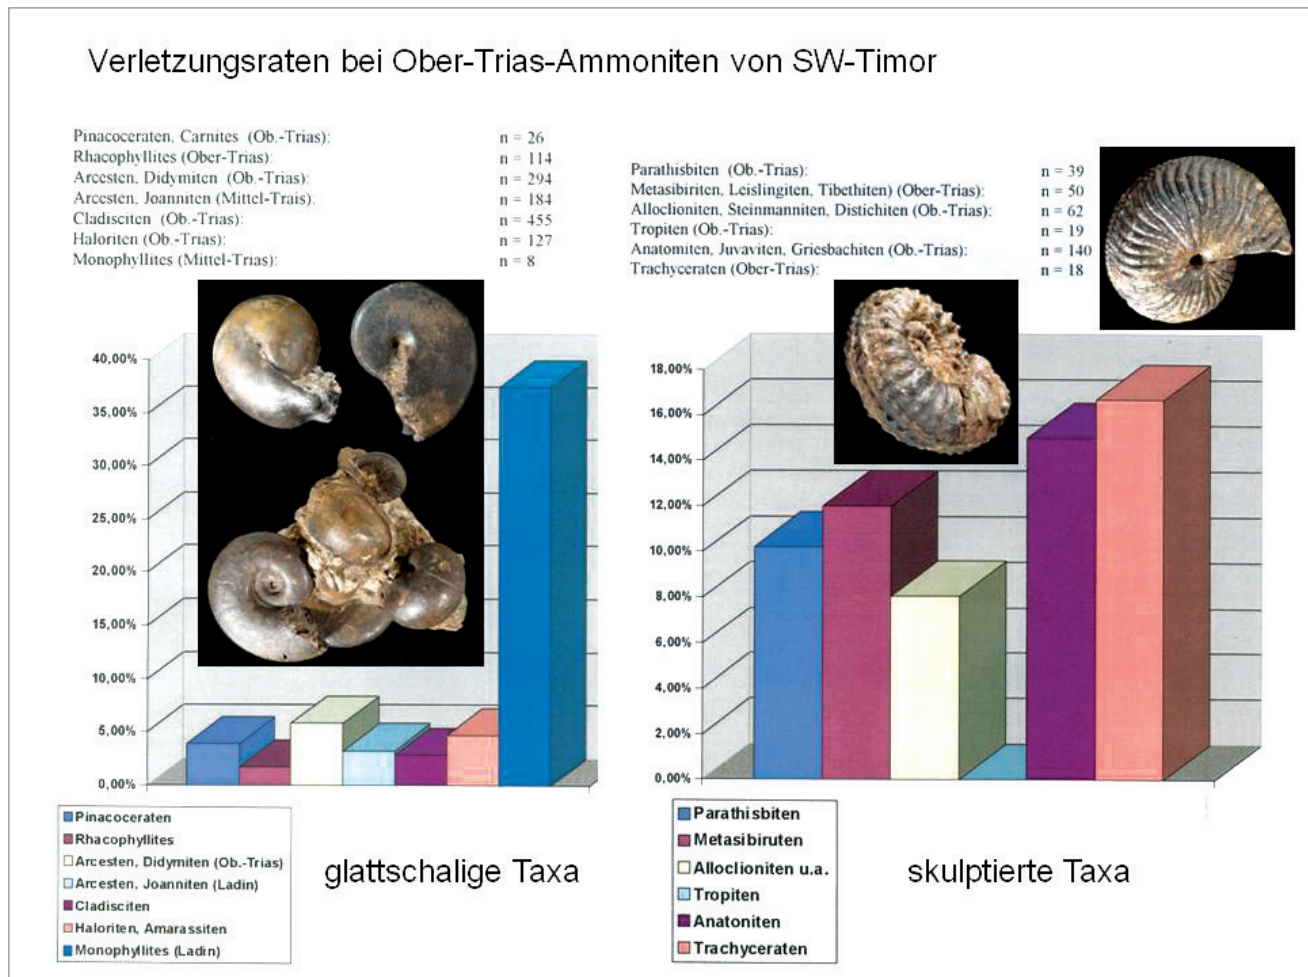 Verletzungsraten bei Ober-Trias-Ammoniten von SW-Timor
Pinacoceraten, Carnites (Ob.-Trias): n = 26
Rhacophyllites (Ober-Trias): n = 114
Arcesten, Didymiten (Ob.-Trias): n = 294
Arcesten, Joanniten (Mittel-Trais): n = 184
Cladisciten (Ob.-Trias): n = 455
Haloriten (Ob.-Trias): n = 127
Monophyllites (Mittel-Trias): n = 8
Parathisbiten (Ob.-Trias): n = 39
Metasibiriten, Leislingiten, Tibethiten) (Ober-Trias): n = 50
Alloclioniten, Steinmanniten, Distichiten (Ob.-Trias): n = 62
Tropiten (Ob.-Trias): n = 19
Anatomiten, Juvaviten, Griesbachiten (Ob.-Trias): n = 140
Trachyceraten (Ober-Trias): n = 18
40,00%
35,00%
30,00%
25,00%
20,00%
15,00%
10,00%
5,00%
0,00%
Pinacoceraten
Rhacophyllites
Arcesten, Didymiten (Ob.-Trias)
Arcesten, Joanniten (Ladin)
Cladisciten
Haloriten, Amarassiten
Monophyllites (Ladin)
glattschalige Taxa
18,00%
16,00%
14,00%
12,00%
10,00%
8,00%
6,00%
4,00%
2,00%
0,00%
Parathisbiten
Metasibiruten
Alloclioniten u.a.
Tropiten
Anatoniten
Trachyceraten
skulptierte Taxa